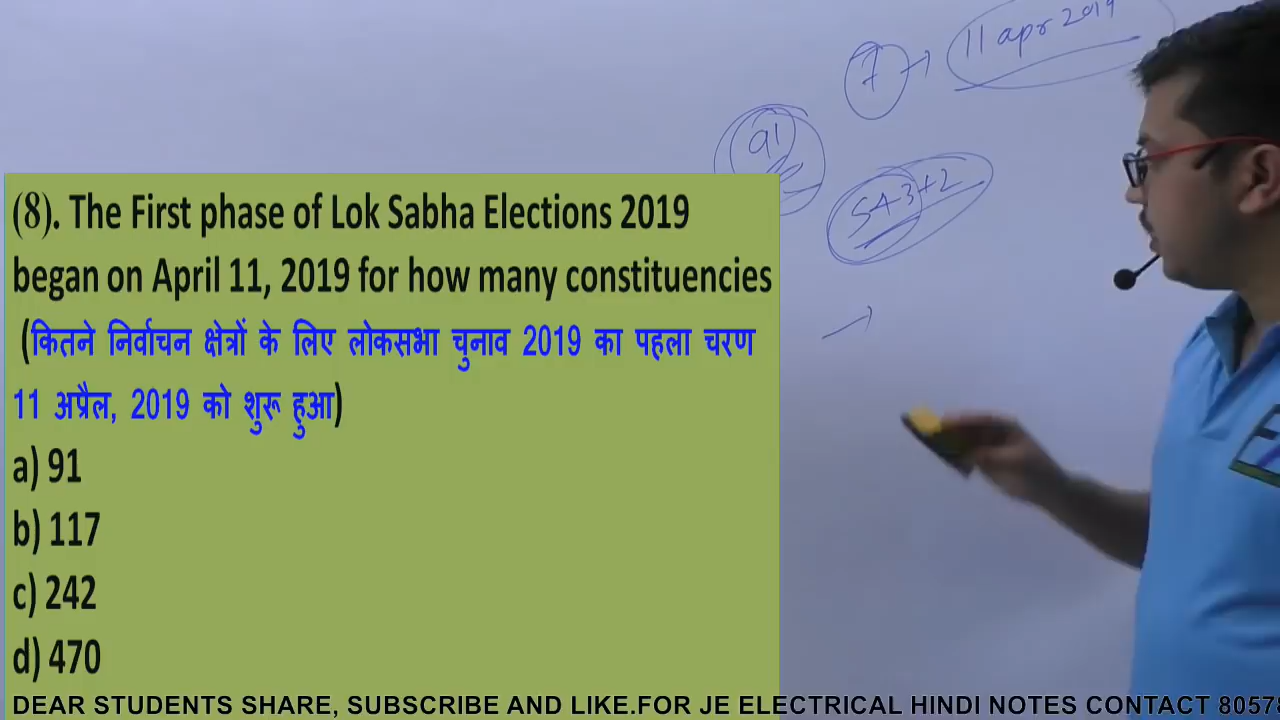 7 → 11 apr 2019
91
543+2
(8). The First phase of Lok Sabha Elections 2019
began on April 11, 2019 for how many constituencies
(कितने निर्वाचन क्षेत्रों के लिए लोकसभा चुनाव 2019 का पहला चरण
11 अप्रैल, 2019 को शुरू हुआ)
a) 91
b) 117
c) 242
d) 470
DEAR STUDENTS SHARE, SUBSCRIBE AND LIKE.FOR JE ELECTRICAL HINDI NOTES CONTACT 8057